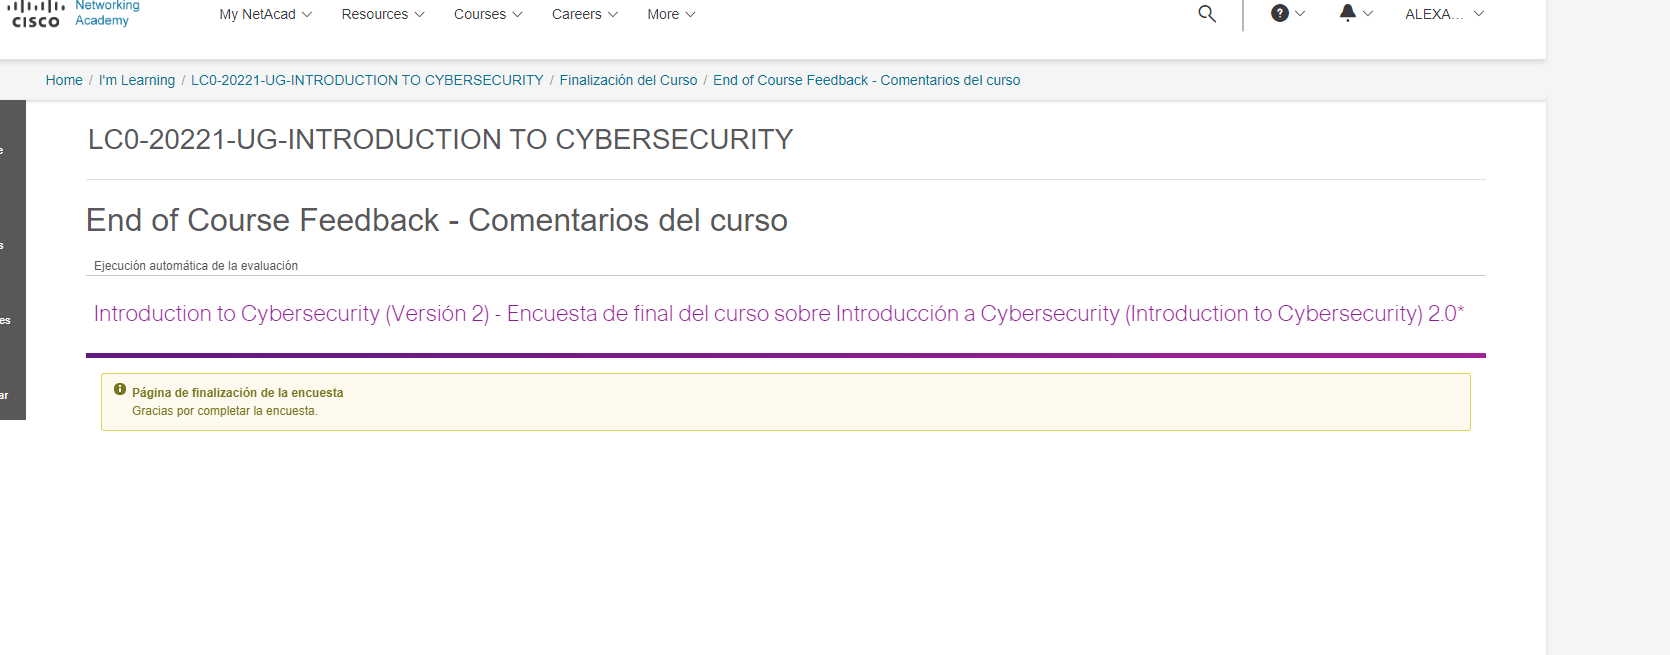 Networking
Academy
CISCO
My NetAcad
Resources
Courses
Careers
More
ALEXA...
Home / I'm Learning / LC0-20221-UG-INTRODUCTION TO CYBERSECURITY / Finalización del Curso / End of Course Feedback - Comentarios del curso
LC0-20221-UG-INTRODUCTION TO CYBERSECURITY
End of Course Feedback - Comentarios del curso
Ejecución automática de la evaluación
Introduction to Cybersecurity (Versión 2) - Encuesta de final del curso sobre Introducción a Cybersecurity (Introduction to Cybersecurity) 2.0*
Página de finalización de la encuesta
Gracias por completar la encuesta.